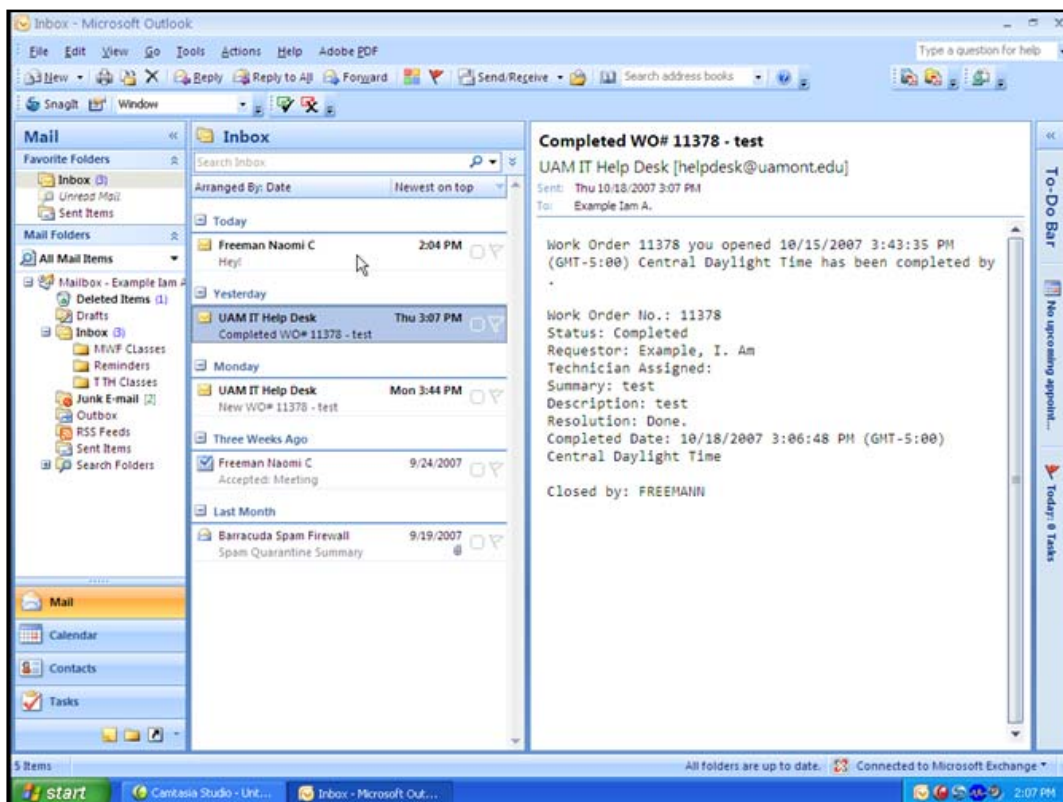 Inbox - Microsoft Outlook
File Edit View Go Tools Actions Help Adobe PDF
Type a question for help
New Reply Reply to All Forward Send/Receive Search address books
SnagIt Window
Mail
Favorite Folders
Inbox (3)
Unread Mail
Sent Items
Mail Folders
All Mail Items
Mailbox - Example Iam A
Deleted Items (1)
Drafts
Inbox (3)
MWF Classes
Reminders
T TH Classes
Junk E-mail [2]
Outbox
RSS Feeds
Sent Items
Search Folders
Mail
Calendar
Contacts
Tasks
Inbox
Search Inbox
Arranged By: Date Newest on top
Today
Freeman Naomi C 2:04 PM
Hey!
Yesterday
UAM IT Help Desk Thu 3:07 PM
Completed WO# 11378 - test
Monday
UAM IT Help Desk Mon 3:44 PM
New WO# 11378 - test
Three Weeks Ago
Freeman Naomi C 9/24/2007
Accepted: Meeting
Last Month
Barracuda Spam Firewall 9/19/2007
Spam Quarantine Summary
Completed WO# 11378 - test
UAM IT Help Desk [helpdesk@uamont.edu]
Sent: Thu 10/18/2007 3:07 PM
To: Example Iam A.
Work Order 11378 you opened 10/15/2007 3:43:35 PM
(GMT-5:00) Central Daylight Time has been completed by
.
Work Order No.: 11378
Status: Completed
Requestor: Example, I. Am
Technician Assigned:
Summary: test
Description: test
Resolution: Done.
Completed Date: 10/18/2007 3:06:48 PM (GMT-5:00)
Central Daylight Time
Closed by: FREEMANN
To-Do Bar
No upcoming appoint...
Today: 0 Tasks
5 Items
All folders are up to date. Connected to Microsoft Exchange
start Camtasia Studio - Unt... Inbox - Microsoft Out... 2:07 PM